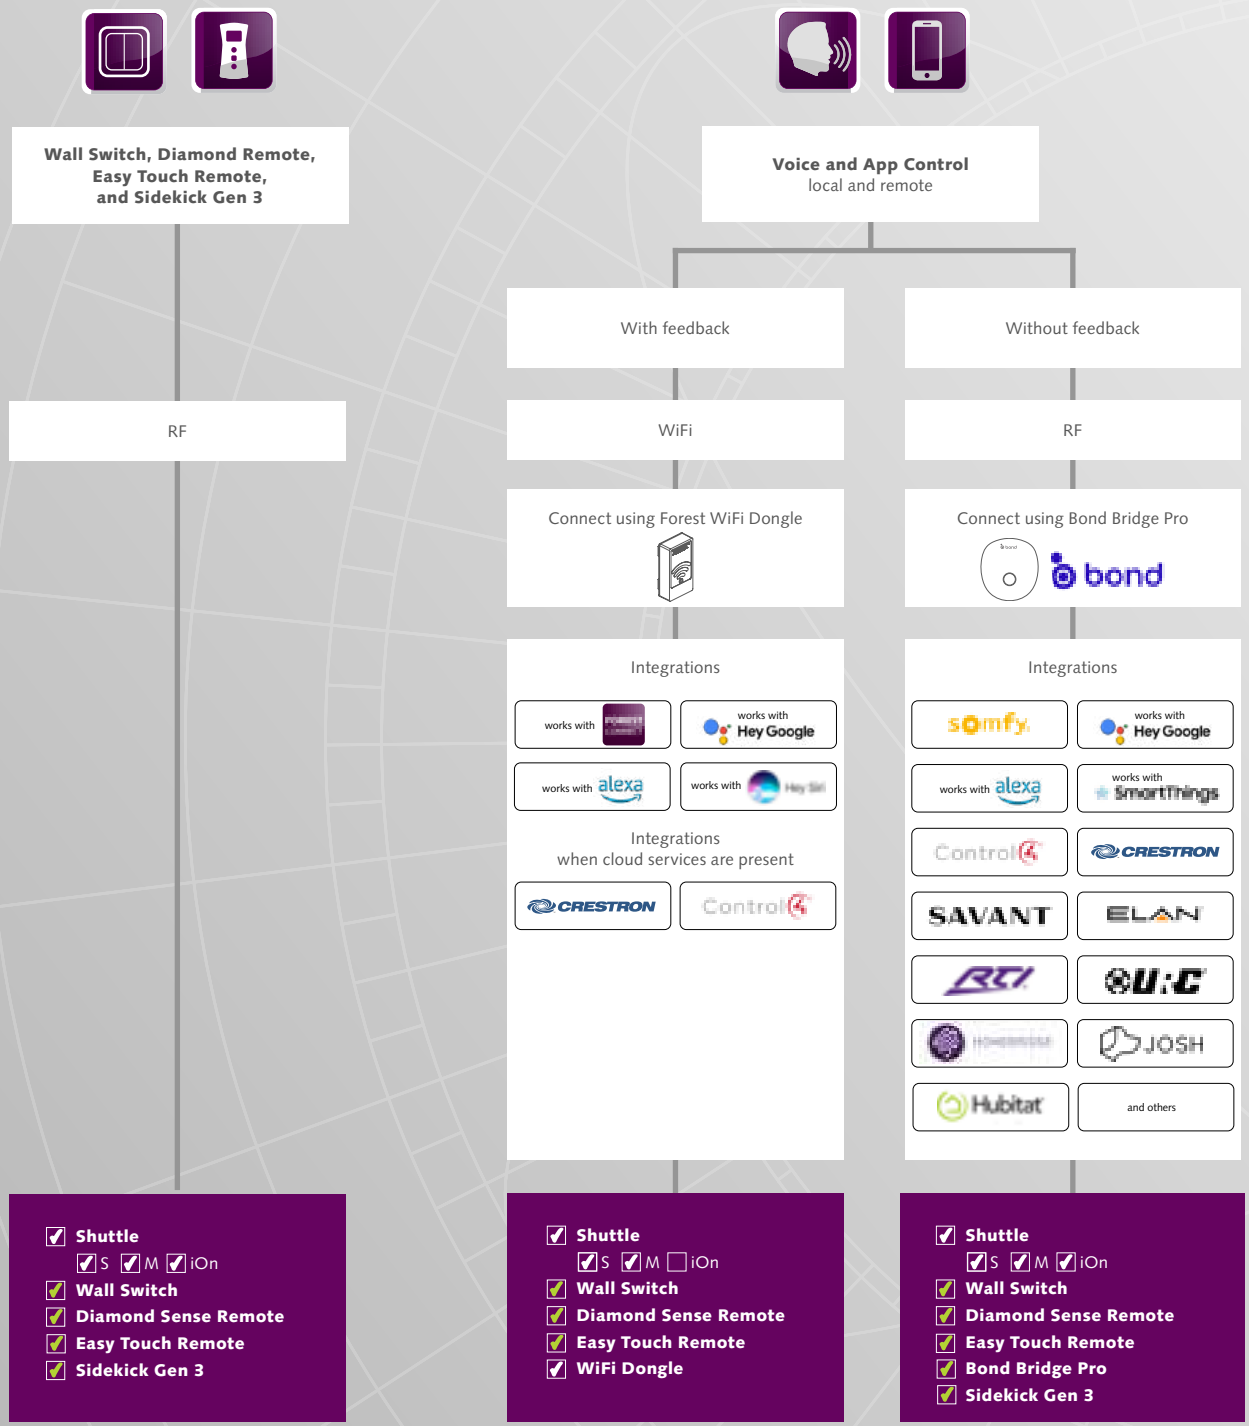 Wall Switch, Diamond Remote,
Easy Touch Remote,
and Sidekick Gen 3
RF
Voice and App Control
local and remote
With feedback
WiFi
Connect using Forest WiFi Dongle
Integrations
works with FOREST CONNECT
works with Hey Google
works with alexa
works with Hey Siri
Integrations
when cloud services are present
CRESTRON
Control4
Without feedback
RF
Connect using Bond Bridge Pro
bond
bond
Integrations
somfy
works with Hey Google
works with alexa
works with SmartThings
Control4
CRESTRON
SAVANT
ELAN
RTI
URC
HOMEBRIDGE
JOSH
Hubitat
and others
Shuttle
S M iOn
Wall Switch
Diamond Sense Remote
Easy Touch Remote
Sidekick Gen 3
Shuttle
S M iOn
Wall Switch
Diamond Sense Remote
Easy Touch Remote
WiFi Dongle
Shuttle
S M iOn
Wall Switch
Diamond Sense Remote
Easy Touch Remote
Bond Bridge Pro
Sidekick Gen 3